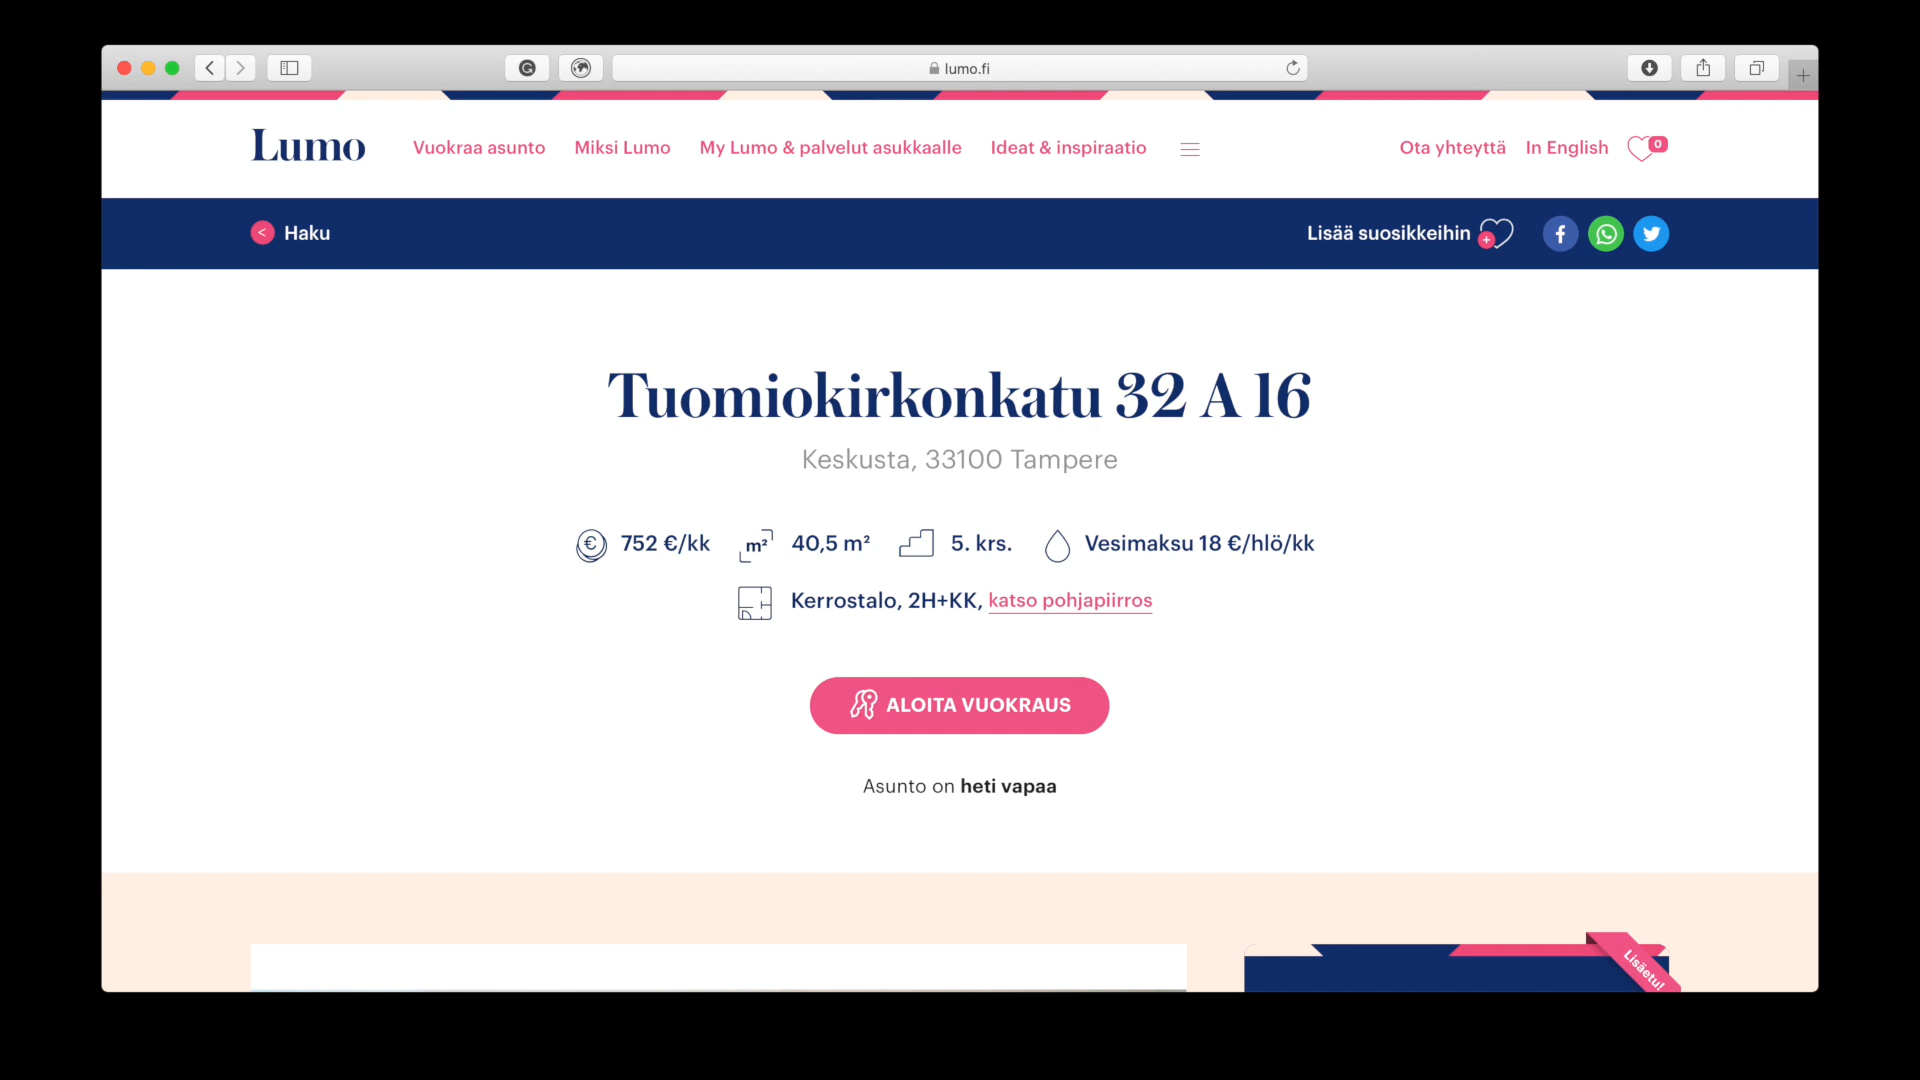 lumo.fi
Lumo
Vuokraa asunto
Miksi Lumo
My Lumo & palvelut asukkaalle
Ideat & inspiraatio
Ota yhteyttä
In English
0
< Haku
Lisää suosikkeihin
Tuomiokirkonkatu 32 A 16
Keskusta, 33100 Tampere
€ 752 €/kk
m² 40,5 m²
5. krs.
Vesimaksu 18 €/hlö/kk
Kerrostalo, 2H+KK, katso pohjapiirros
ALOITA VUOKRAUS
Asunto on heti vapaa
Lisäetu!